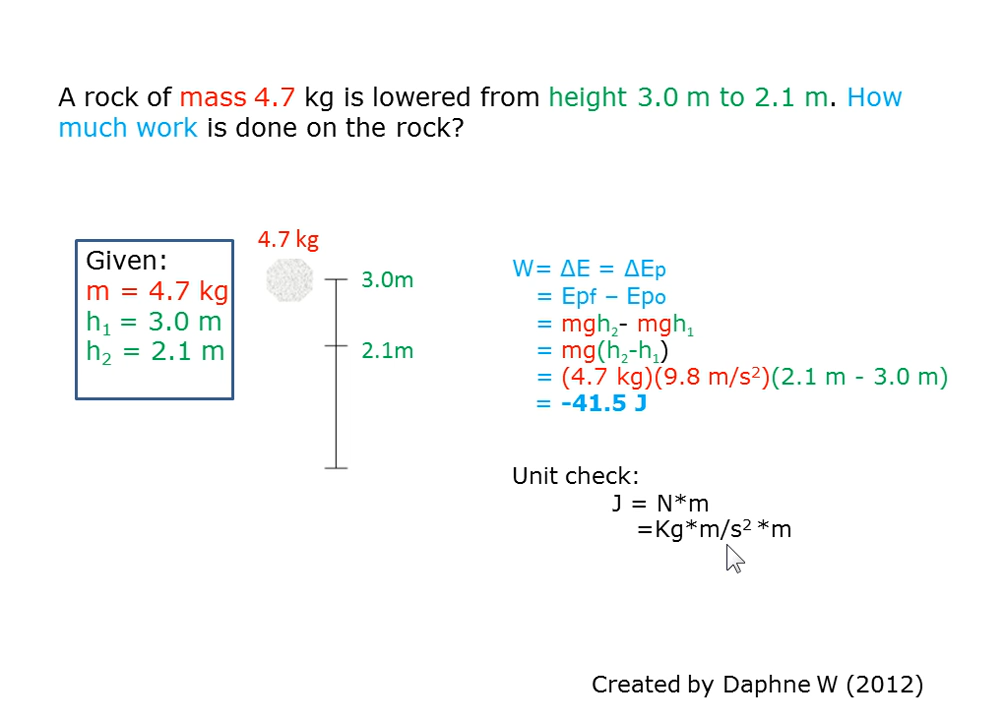 A rock of mass 4.7 kg is lowered from height 3.0 m to 2.1 m. How
much work is done on the rock?
4.7 kg
Given:
m = 4.7 kg
h₁ = 3.0 m
h₂ = 2.1 m
3.0m
2.1m
W= ΔE = ΔEp
= Epf – Epo
= mgh₂- mgh₁
= mg(h₂-h₁)
= (4.7 kg)(9.8 m/s²)(2.1 m - 3.0 m)
= -41.5 J
Unit check:
J = N*m
=Kg*m/s² *m
Created by Daphne W (2012)